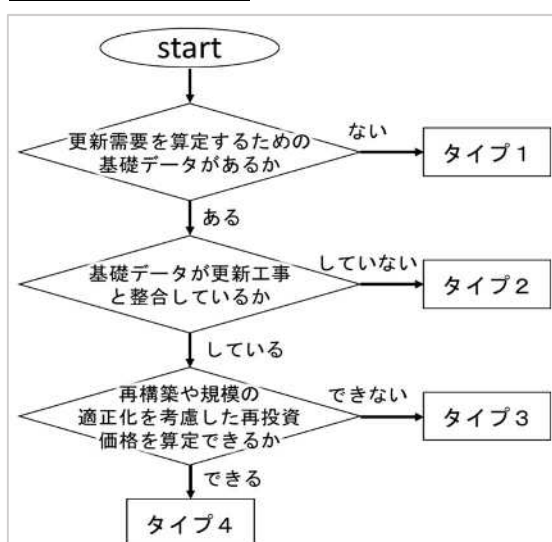 start
更新需要を算定するための
基礎データがあるか
ない
タイプ１
ある
基礎データが更新工事
と整合しているか
していない
タイプ２
している
再構築や規模の
適正化を考慮した再投資
価格を算定できるか
できない
タイプ３
できる
タイプ４